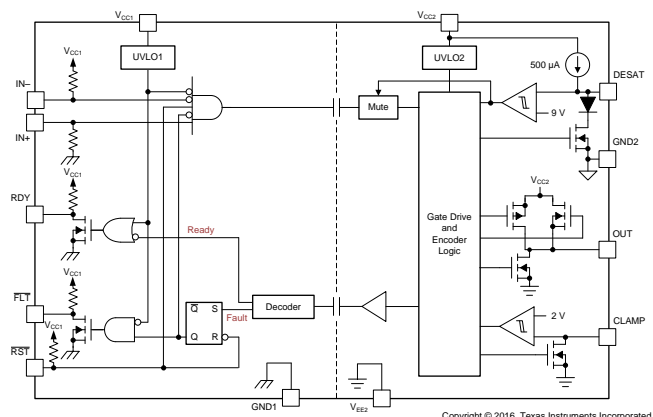 VCC1
VCC2
UVLO1
UVLO2
500 µA
VCC1
IN–
IN+
DESAT
Mute
9 V
GND2
VCC1
RDY
Ready
VCC2
Gate Drive
and
Encoder
Logic
OUT
VCC1
FLT
VCC1
RST
Q S
Q R
Fault
Decoder
2 V
CLAMP
GND1
VEE2
Copyright © 2016, Texas Instruments Incorporated